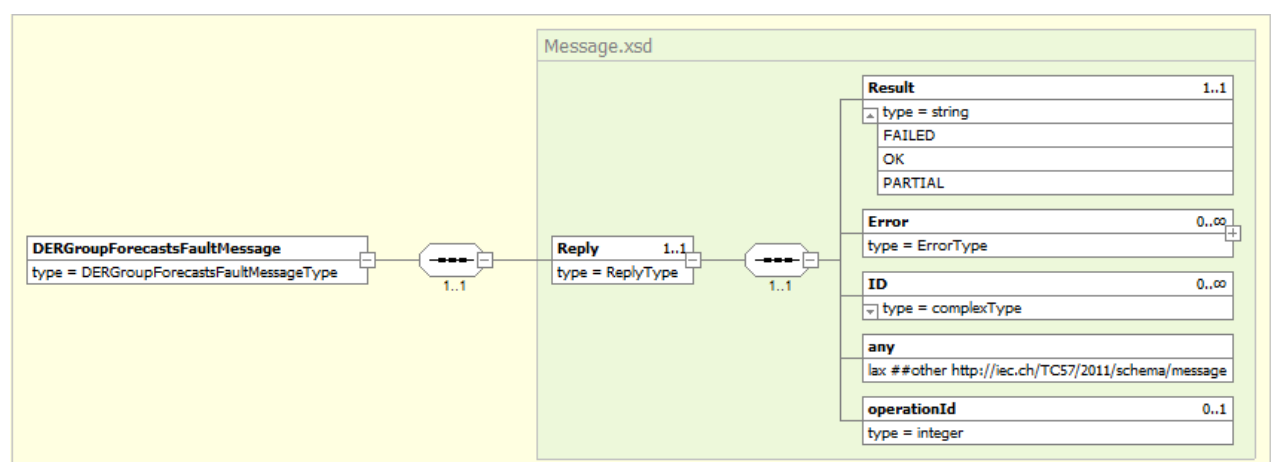 Message.xsd
Result 1..1
type = string
FAILED
OK
PARTIAL
Error 0..∞
type = ErrorType
DERGroupForecastsFaultMessage
type = DERGroupForecastsFaultMessageType
1..1
Reply 1..1
type = ReplyType
1..1
ID 0..∞
type = complexType
any
lax ##other http://iec.ch/TC57/2011/schema/message
operationId 0..1
type = integer